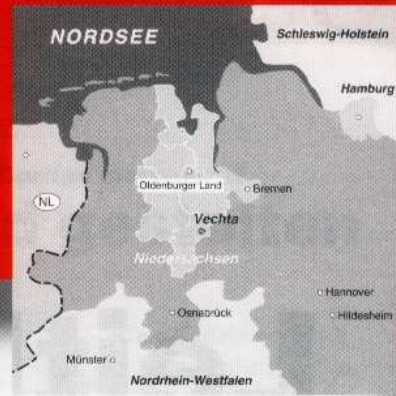 NORDSEE
Schleswig-Holstein
Hamburg
NL
Oldenburger Land
Bremen
Vechta
Niedersachsen
Hannover
Osnabrück
Hildesheim
Münster
Nordrhein-Westfalen